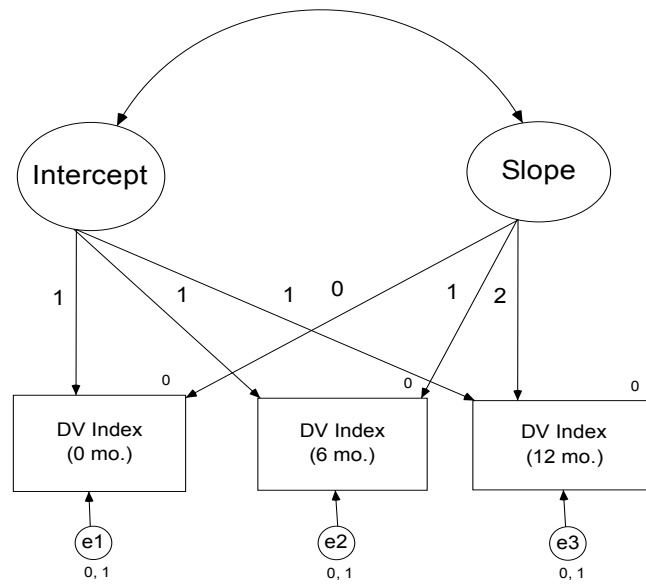 Intercept
Slope
1
1
1
0
1
2
0
0
0
DV Index
(0 mo.)
DV Index
(6 mo.)
DV Index
(12 mo.)
e1
e2
e3
0, 1
0, 1
0, 1